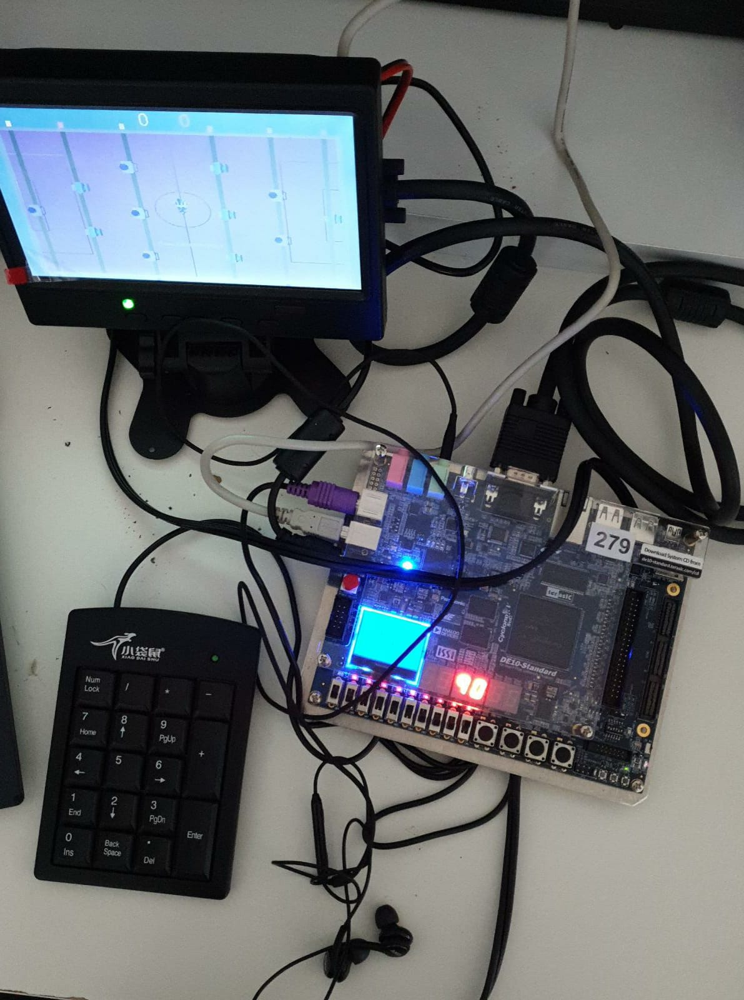 0 0
279
Download System CD from
de10-standard.terasic.com/cd
terasIC
Panasonic
ANALOG
DEVICES
ISSI
Cyclone V
SoC
DE10-Standard
90
小袋鼠®
XIAO DAI SHU
Num
Lock
/
*
−
7
Home
8
↑
9
PgUp
+
4
←
5
6
→
1
End
2
↓
3
PgDn
Enter
0
Ins
Back
Space
.
Del